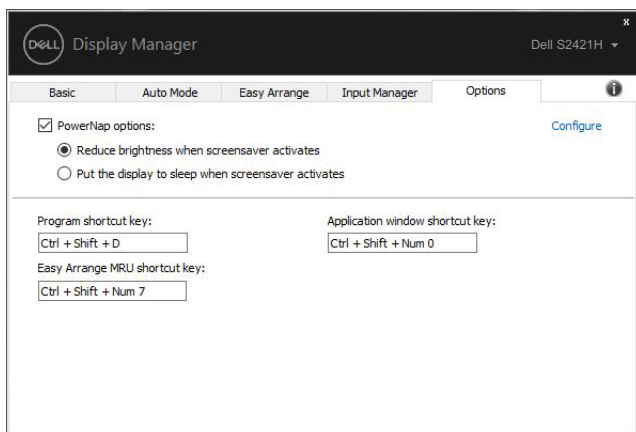 x
DELL Display Manager
Dell S2421H
Basic Auto Mode Easy Arrange Input Manager Options i
PowerNap options: Configure
Reduce brightness when screensaver activates
Put the display to sleep when screensaver activates
Program shortcut key: Application window shortcut key:
Ctrl + Shift + D Ctrl + Shift + Num 0
Easy Arrange MRU shortcut key:
Ctrl + Shift + Num 7